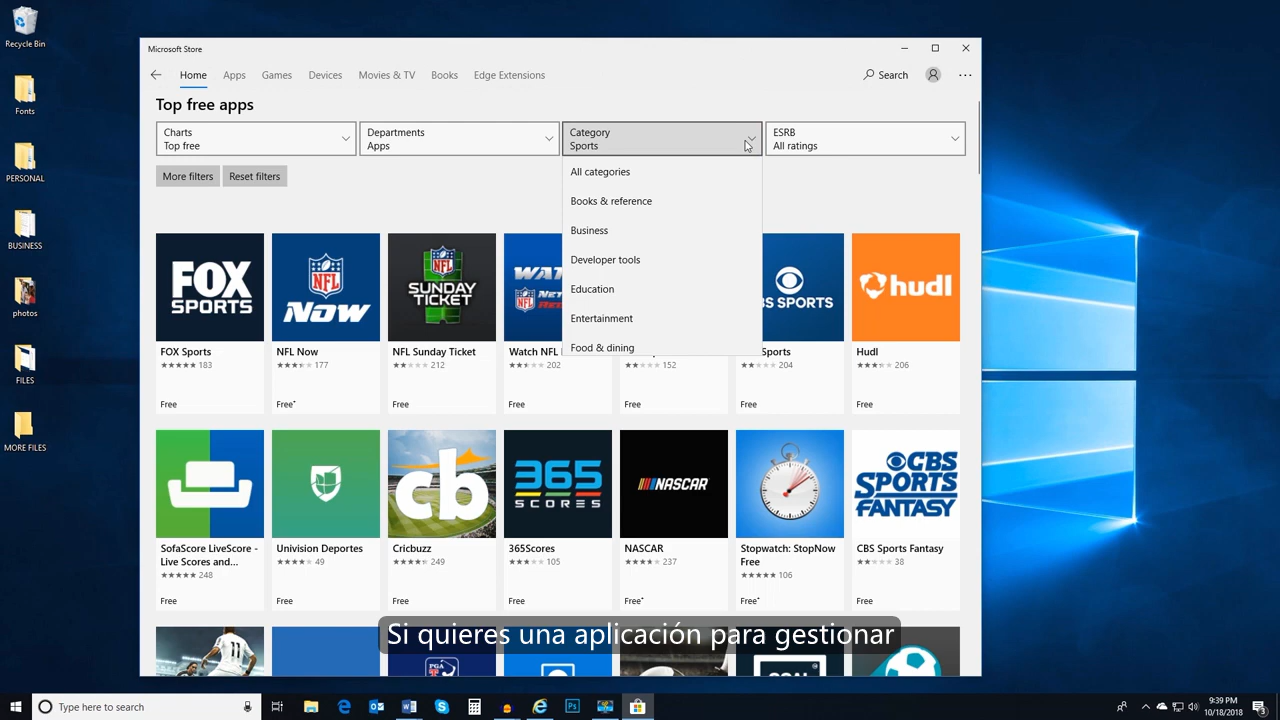 Recycle Bin
Fonts
PERSONAL
BUSINESS
photos
FILES
MORE FILES
Microsoft Store
Home Apps Games Devices Movies & TV Books Edge Extensions Search
Top free apps
Charts
Top free
Departments
Apps
Category
Sports
ESRB
All ratings
More filters Reset filters
All categories
Books & reference
Business
Developer tools
Education
Entertainment
Food & dining
FOX
SPORTS
NFL
NOW
NFL
SUNDAY
TICKET
NFL
CBS SPORTS
hudl
FOX Sports
183
Free
NFL Now
177
Free*
NFL Sunday Ticket
212
Free
Watch NFL
202
Free
152
Free
Sports
204
Free
Hudl
206
Free
cb
365
SCORES
NASCAR
CBS
SPORTS
FANTASY
SofaScore LiveScore -
Live Scores and...
248
Free
Univision Deportes
49
Free
Cricbuzz
249
Free
365Scores
105
Free
NASCAR
237
Free*
Stopwatch: StopNow
Free
106
Free*
CBS Sports Fantasy
38
Free
Si quieres una aplicación para gestionar
Type here to search
9:39 PM
10/18/2018